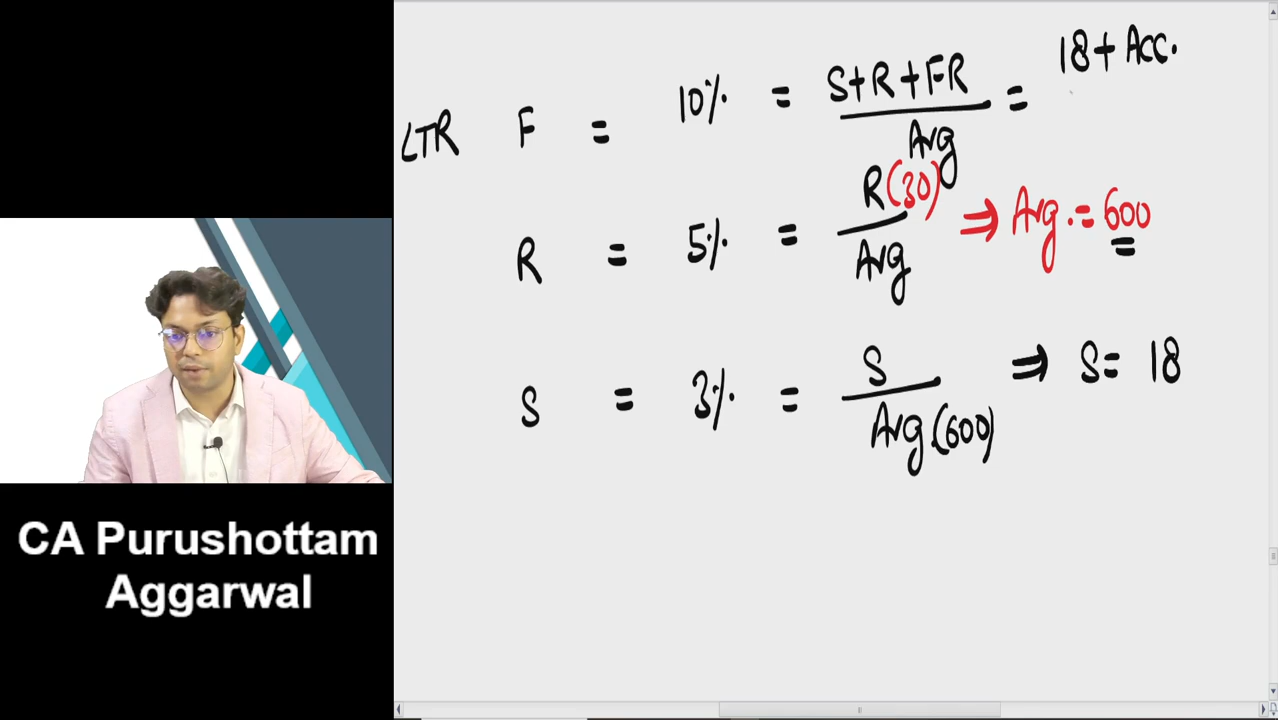 LTR F = 10% = S+R+FR / Avg = 18 + Acc.
R = 5% = R(30) / Avg ⇒ Avg. = 600
S = 3% = S / Avg.(600) ⇒ S = 18
CA Purushottam
Aggarwal